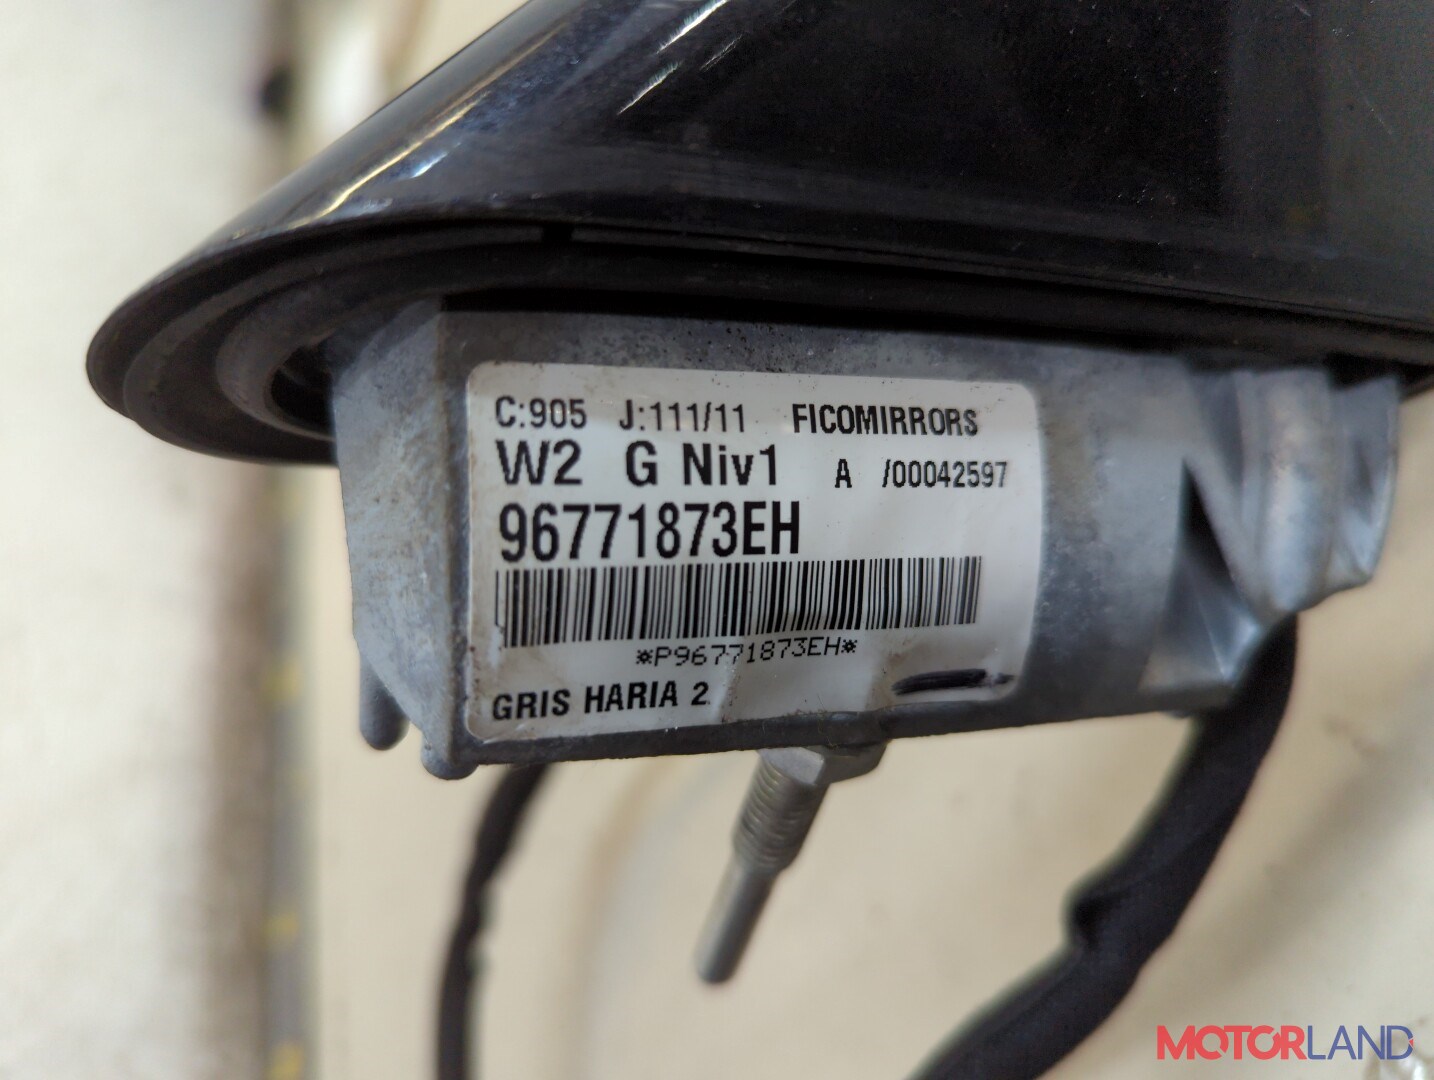 C:905 J:111/11 FICOMIRRORS
W2 G Niv1 A /00042597
96771873EH
*P96771873EH*
GRIS HARIA 2
MOTORLAND